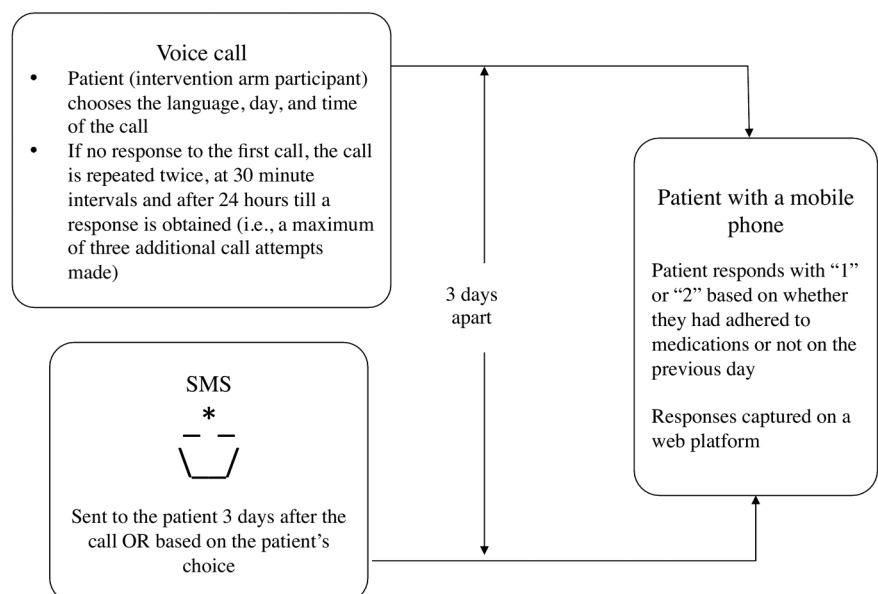 Voice call
• Patient (intervention arm participant)
chooses the language, day, and time
of the call
• If no response to the first call, the call
is repeated twice, at 30 minute
intervals and after 24 hours till a
response is obtained (i.e., a maximum
of three additional call attempts
made)
3 days
apart
SMS
*
_ _
\__/
Sent to the patient 3 days after the
call OR based on the patient's
choice
Patient with a mobile
phone
Patient responds with “1”
or “2” based on whether
they had adhered to
medications or not on the
previous day
Responses captured on a
web platform